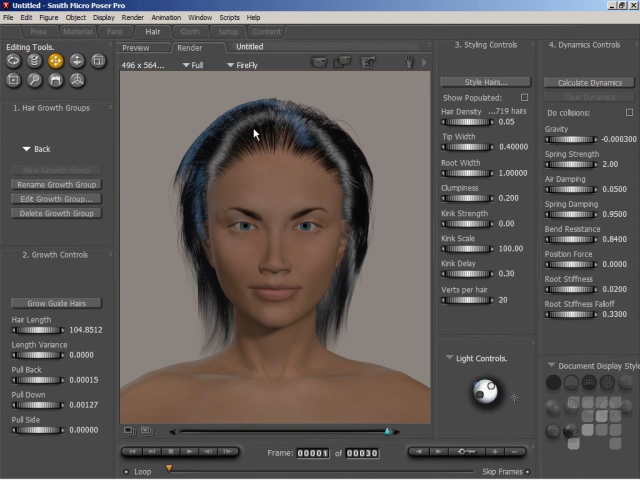 Untitled - Smith Micro Poser Pro
File Edit Figure Object Display Render Animation Window Scripts Help
Pose Material Face Hair Setup Content
Editing Tools.
Preview Render Untitled
496 x 564... Full FireFly
1. Hair Growth Groups
Back
New Growth Group
Rename Growth Group
Edit Growth Group...
Delete Growth Group
2. Growth Controls
Grow Guide Hairs
Hair Length
104.8512
Length Variance
0.0000
Pull Back
0.00015
Pull Down
0.00127
Pull Side
0.00000
3. Styling Controls
Style Hairs...
Show Populated:
Hair Density ...719 hairs
0.05
Tip Width
0.40000
Root Width
1.00000
Clumpiness
0.200
Kink Strength
0.00
Kink Scale
100.00
Kink Delay
0.30
Verts per hair
20
Light Controls.
4. Dynamics Controls
Calculate Dynamics
Clear Dynamics
Do collisions:
Gravity
-0.000300
Spring Strength
2.00
Air Damping
0.0500
Spring Damping
0.9500
Bend Resistance
0.8400
Position Force
0.0000
Root Stiffness
0.0200
Root Stiffness Falloff
0.3300
Document Display Style
Frame: 00001 of 00030
Loop
Skip Frames